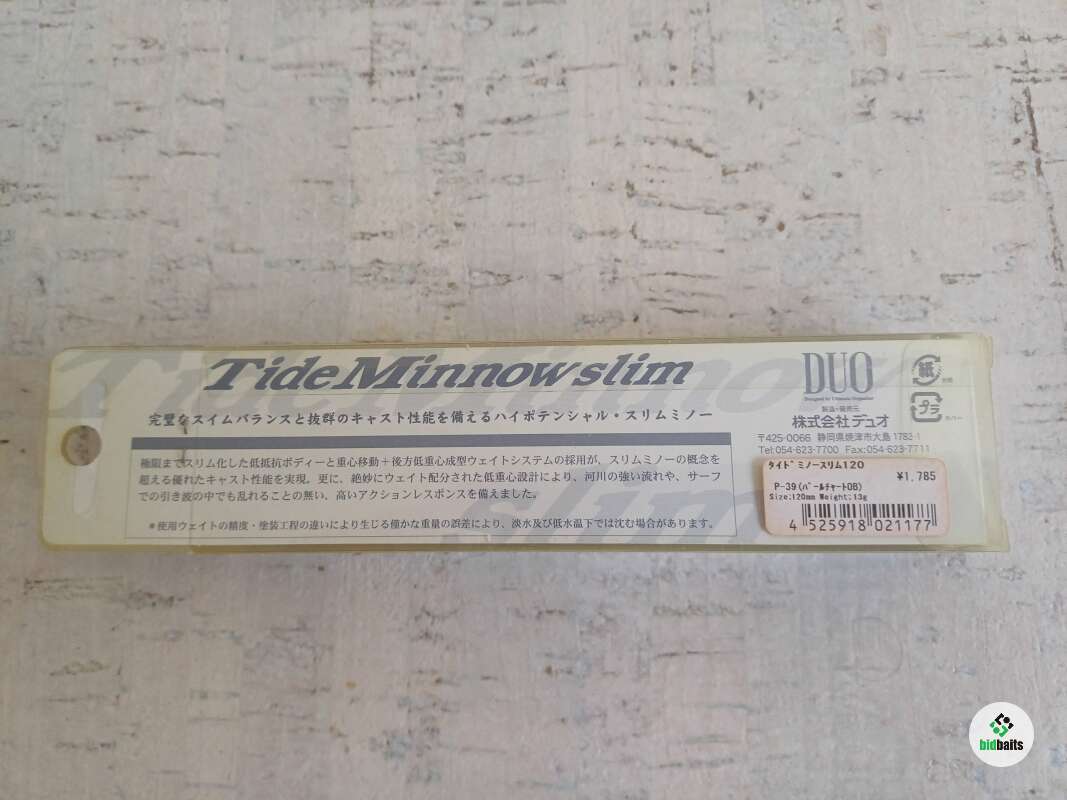 Tide Minnow slim
完璧なスイムバランスと抜群のキャスト性能を備えるハイポテンシャル・スリムミノー
極限までスリム化した低抵抗ボディーと重心移動＋後方低重心成型ウェイトシステムの採用が、スリムミノーの概念を
超える優れたキャスト性能を実現。更に、絶妙にウェイト配分された低重心設計により、河川の強い流れや、サーフ
での引き波の中でも乱れることの無い、高いアクションレスポンスを備えました。
＊使用ウェイトの精度・塗装工程の違いにより生じる僅かな重量の誤差により、淡水及び低水温下では沈む場合があります。
DUO
製造・発売元
株式会社デュオ
〒425-0066 静岡県焼津市大島 1782-1
Tel:054-623-7700 Fax:054-623-7711
紙
プラ
カバー
タイドミノースリム120
¥1,785
P-39(パールチャートOB)
Size:120mm Weight:13g
4 525918 021177
bidbaits